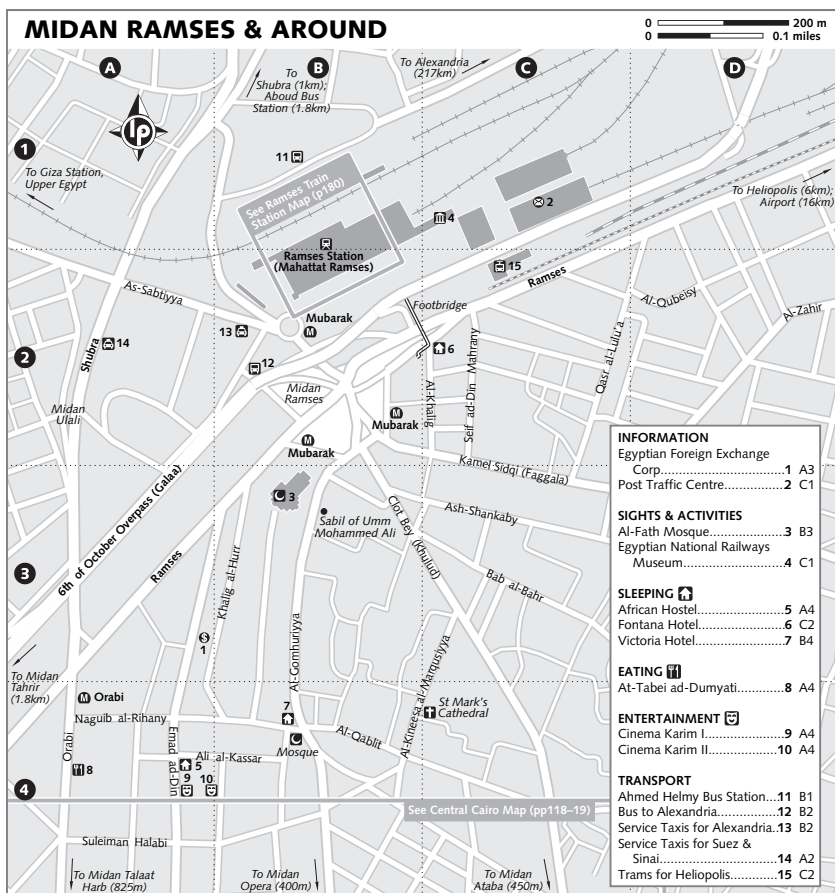 MIDAN RAMSES & AROUND
0 200 m
0 0.1 miles
A
B
C
D
To
Shubra (1km);
Aboud Bus
Station (1.8km)
To Alexandria
(217km)
lp
1
To Giza Station,
Upper Egypt
11
See Ramses Train
Station Map (p180)
4
2
To Heliopolis (6km);
Airport (16km)
Ramses Station
(Mahattat Ramses)
15
Ramses
As-Sabtiyya
Footbridge
Al-Qubeisy
Al-Zahir
Mubarak
M
13
14
2
Shubra
12
6
Qasr al-Lulu'a
Seif ad-Din Mahrany
Al-Khalig
Midan
Ramses
Midan
Ulali
M
Mubarak
M
Mubarak
Kamel Sidqi (Faggala)
3
Sabil of Umm
Mohammed Ali
Clot Bey (Khulud)
Ash-Shankaby
6th of October Overpass (Galaa)
Ramses
3
Khalig al-Hurr
Bab al-Bahr
$
1
Al-Gomhuriyya
Al-Kineesa al-Marqusiyya
To Midan
Tahrir
(1.8km)
M Orabi
Naguib al-Rihany
7
St Mark's
Cathedral
Al-Qablit
Mosque
Orabi
Emad ad-Din
Ali al-Kassar
8
5
9 10
4
See Central Cairo Map (pp118–19)
Suleiman Halabi
To Midan Talaat
Harb (825m)
To Midan
Opera (400m)
To Midan
Ataba (450m)
INFORMATION
Egyptian Foreign Exchange
Corp.....................................1 A3
Post Traffic Centre................2 C1
SIGHTS & ACTIVITIES
Al-Fath Mosque....................3 B3
Egyptian National Railways
Museum..............................4 C1
SLEEPING
African Hostel.......................5 A4
Fontana Hotel.......................6 C2
Victoria Hotel........................7 B4
EATING
At-Tabei ad-Dumyati............8 A4
ENTERTAINMENT
Cinema Karim I.....................9 A4
Cinema Karim II..................10 A4
TRANSPORT
Ahmed Helmy Bus Station...11 B1
Bus to Alexandria................12 B2
Service Taxis for Alexandria..13 B2
Service Taxis for Suez &
Sinai...................................14 A2
Trams for Heliopolis.............15 C2